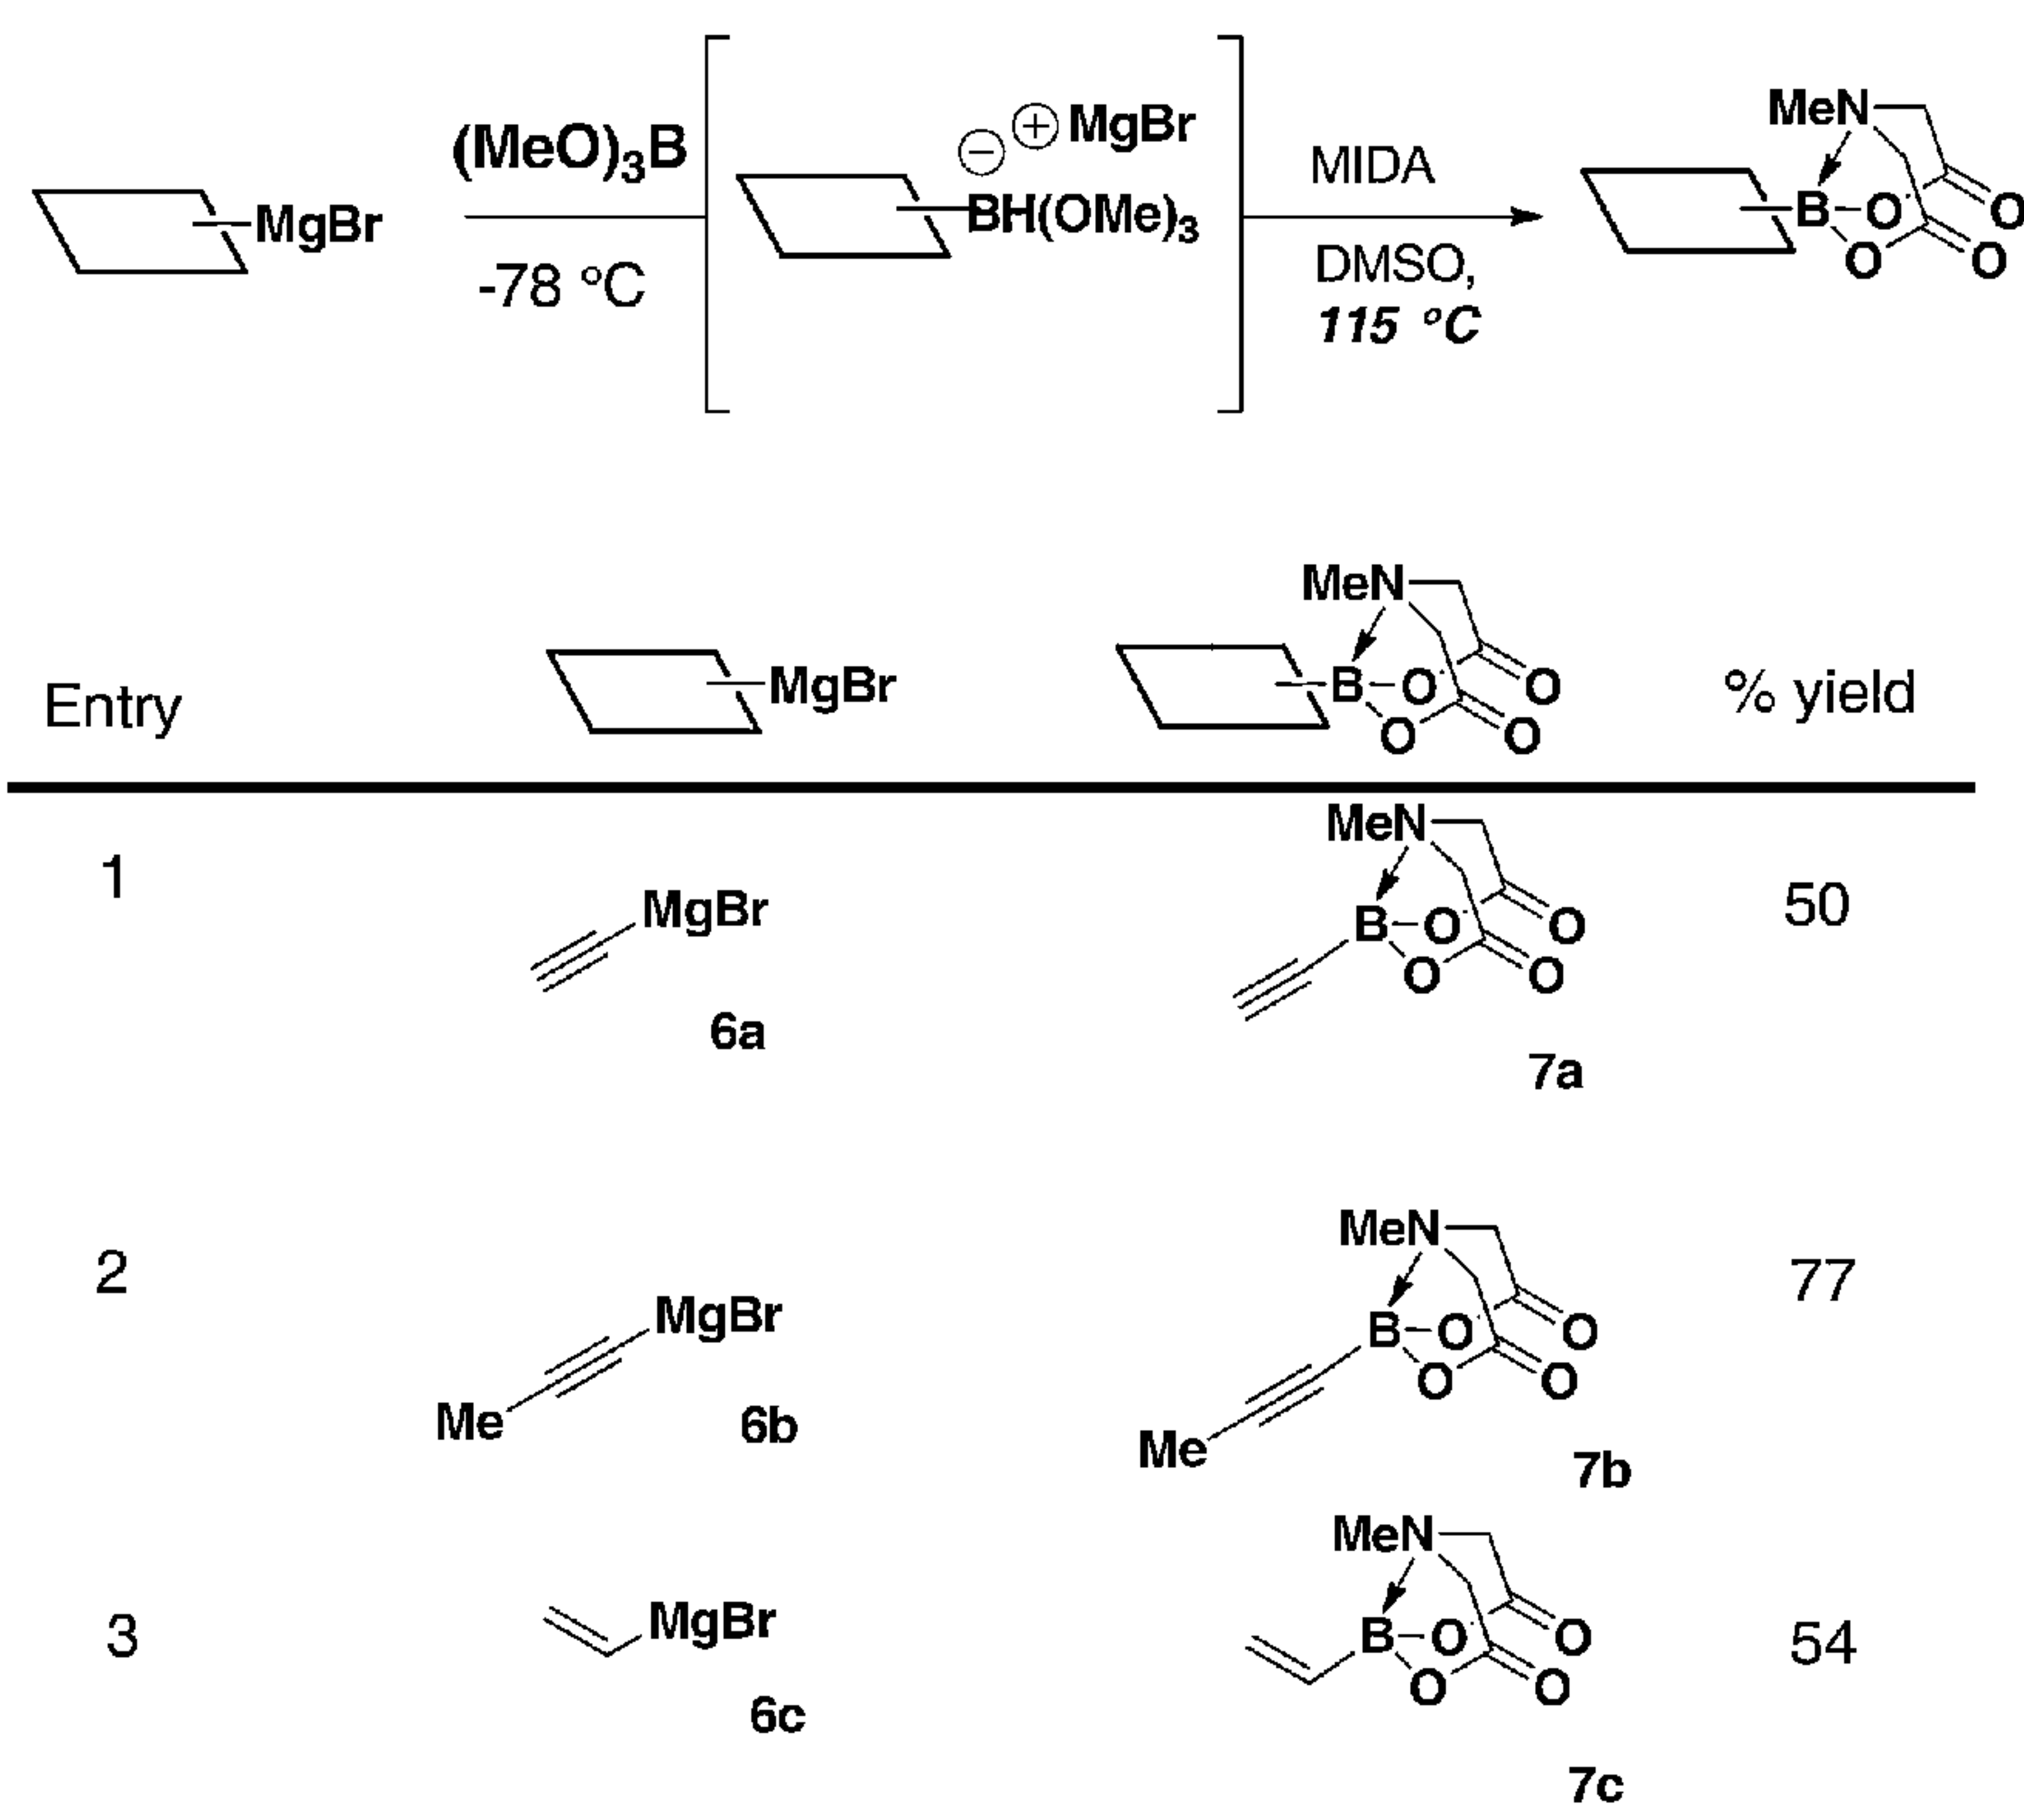 (MeO)3B
-78 °C
MgBr
⊖ ⊕ MgBr
BH(OMe)3
MIDA
DMSO,
115 °C
MeN
B O O
O O
Entry
MgBr
MeN
B O O
O O
% yield
1
MgBr
6a
MeN
B O O
O O
7a
50
2
MgBr
Me
6b
MeN
B O O
O O
Me
7b
77
3
MgBr
6c
MeN
B O O
O O
7c
54